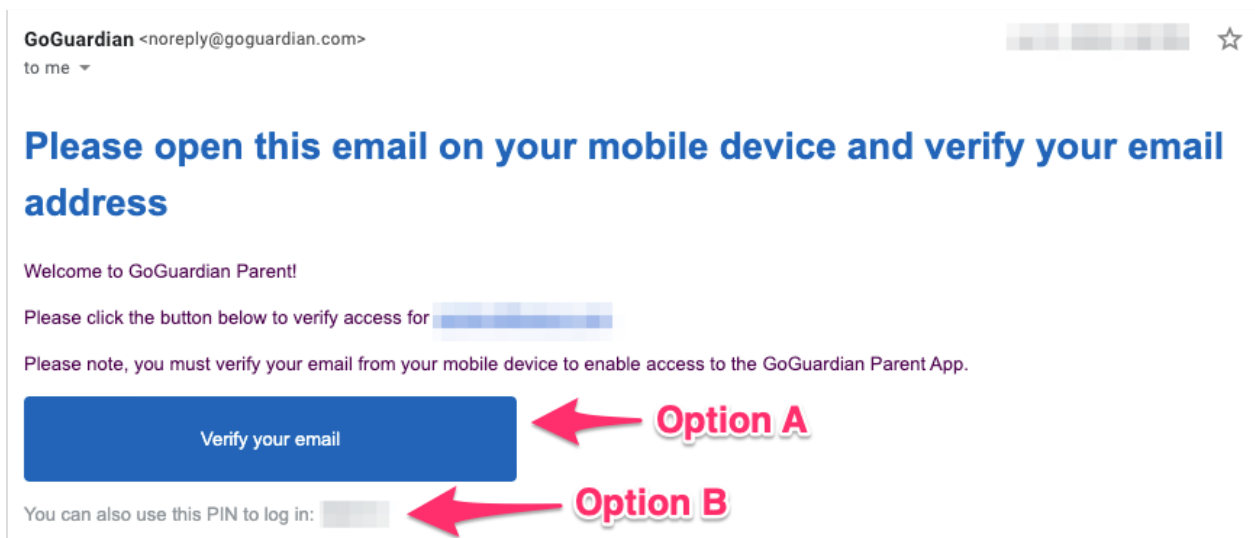 GoGuardian <noreply@goguardian.com>
to me
Please open this email on your mobile device and verify your email
address
Welcome to GoGuardian Parent!
Please click the button below to verify access for
Please note, you must verify your email from your mobile device to enable access to the GoGuardian Parent App.
Verify your email
Option A
You can also use this PIN to log in:
Option B